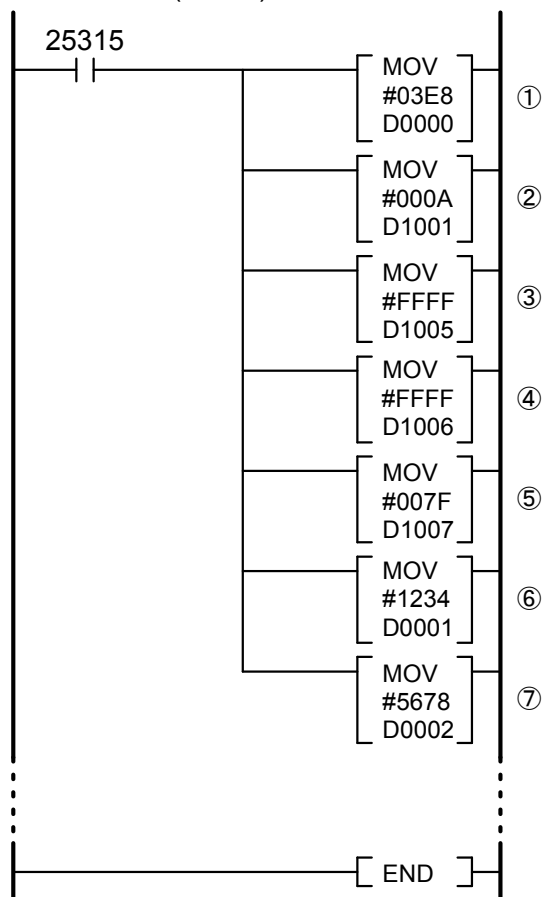 25315
MOV
#03E8
D0000
①
MOV
#000A
D1001
②
MOV
#FFFF
D1005
③
MOV
#FFFF
D1006
④
MOV
#007F
D1007
⑤
MOV
#1234
D0001
⑥
MOV
#5678
D0002
⑦
END